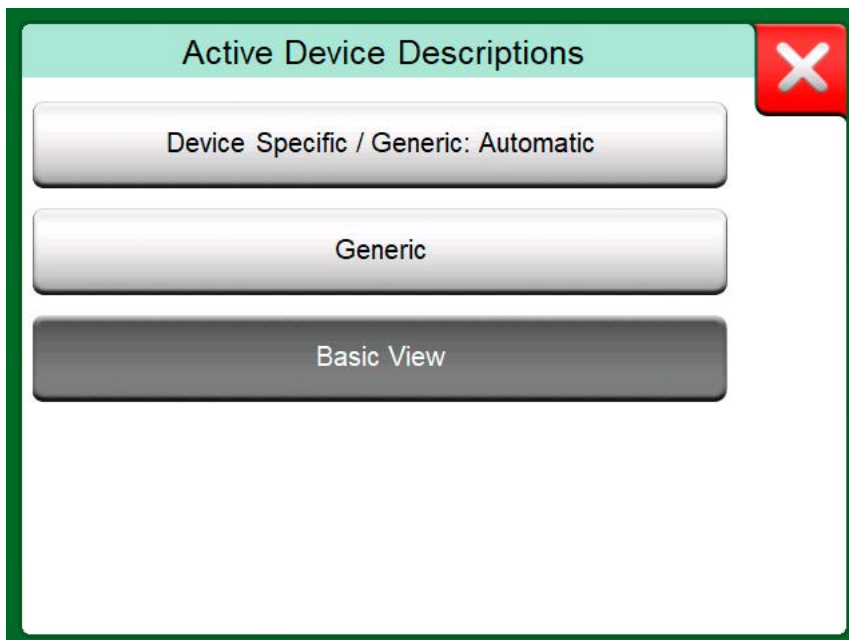 Active Device Descriptions
Device Specific / Generic: Automatic
Generic
Basic View